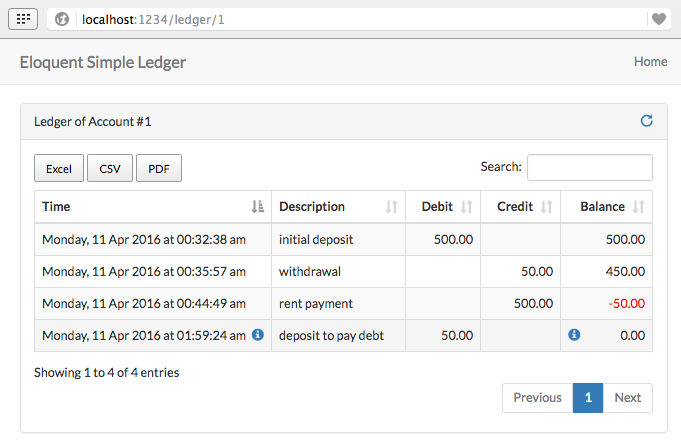 localhost:1234/ledger/1
Eloquent Simple Ledger Home
Ledger of Account #1
Excel CSV PDF Search:
Time Description Debit Credit Balance
Monday, 11 Apr 2016 at 00:32:38 am initial deposit 500.00 500.00
Monday, 11 Apr 2016 at 00:35:57 am withdrawal 50.00 450.00
Monday, 11 Apr 2016 at 00:44:49 am rent payment 500.00 -50.00
Monday, 11 Apr 2016 at 01:59:24 am deposit to pay debt 50.00 0.00
Showing 1 to 4 of 4 entries
Previous 1 Next